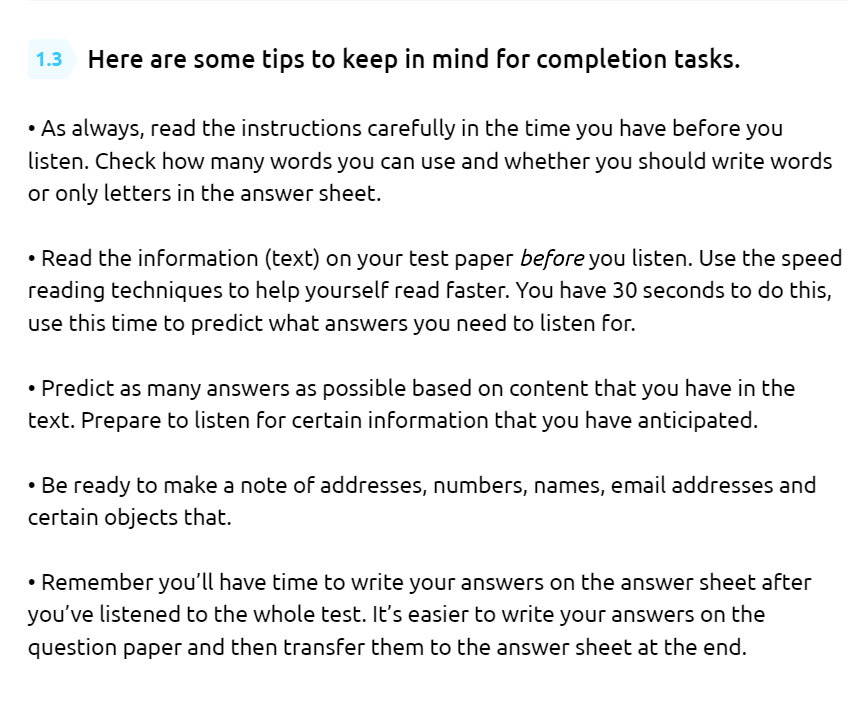 1.3 Here are some tips to keep in mind for completion tasks.
• As always, read the instructions carefully in the time you have before you
listen. Check how many words you can use and whether you should write words
or only letters in the answer sheet.
• Read the information (text) on your test paper before you listen. Use the speed
reading techniques to help yourself read faster. You have 30 seconds to do this,
use this time to predict what answers you need to listen for.
• Predict as many answers as possible based on content that you have in the
text. Prepare to listen for certain information that you have anticipated.
• Be ready to make a note of addresses, numbers, names, email addresses and
certain objects that.
• Remember you’ll have time to write your answers on the answer sheet after
you’ve listened to the whole test. It’s easier to write your answers on the
question paper and then transfer them to the answer sheet at the end.